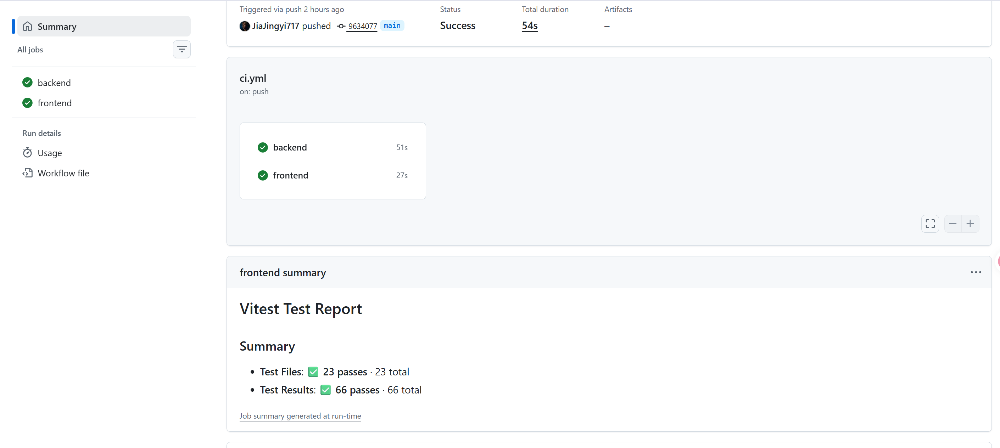 Summary
All jobs
backend
frontend
Run details
Usage
Workflow file
Triggered via push 2 hours ago
JiaJingyi717 pushed 9634077 main
Status
Success
Total duration
54s
Artifacts
–
ci.yml
on: push
backend 51s
frontend 27s
frontend summary
Vitest Test Report
Summary
Test Files: ✅ 23 passes · 23 total
Test Results: ✅ 66 passes · 66 total
Job summary generated at run-time